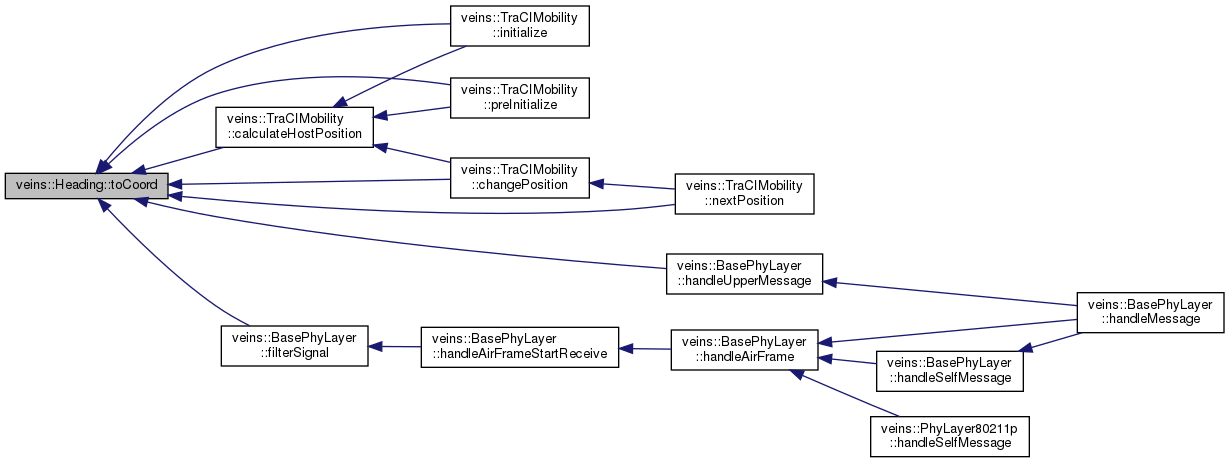 veins::TraCIMobility
::initialize
veins::TraCIMobility
::preInitialize
veins::TraCIMobility
::calculateHostPosition
veins::Heading::toCoord
veins::TraCIMobility
::changePosition
veins::TraCIMobility
::nextPosition
veins::BasePhyLayer
::handleUpperMessage
veins::BasePhyLayer
::handleMessage
veins::BasePhyLayer
::filterSignal
veins::BasePhyLayer
::handleAirFrameStartReceive
veins::BasePhyLayer
::handleAirFrame
veins::BasePhyLayer
::handleSelfMessage
veins::PhyLayer80211p
::handleSelfMessage